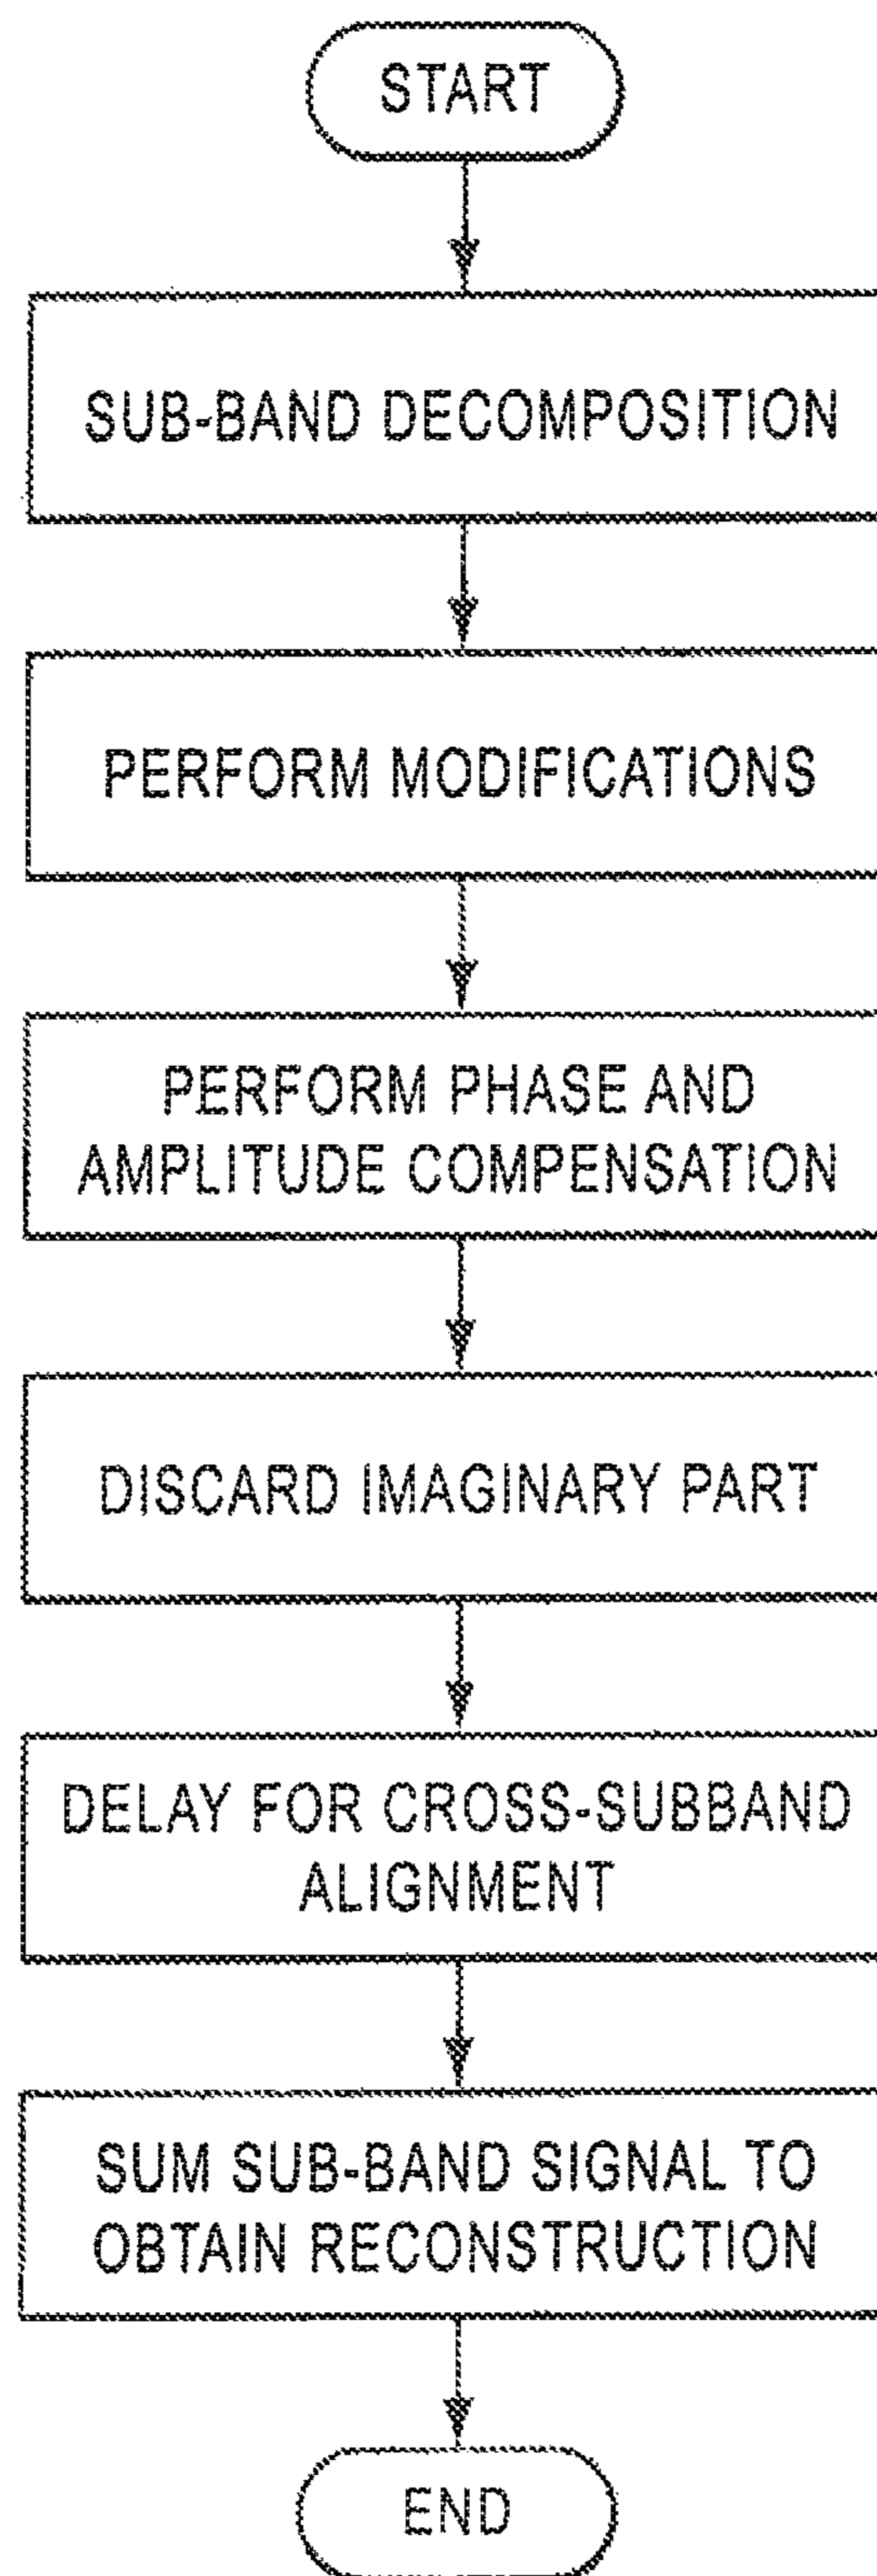 START
SUB-BAND DECOMPOSITION
PERFORM MODIFICATIONS
PERFORM PHASE AND
AMPLITUDE COMPENSATION
DISCARD IMAGINARY PART
DELAY FOR CROSS-SUBBAND
ALIGNMENT
SUM SUB-BAND SIGNAL TO
OBTAIN RECONSTRUCTION
END